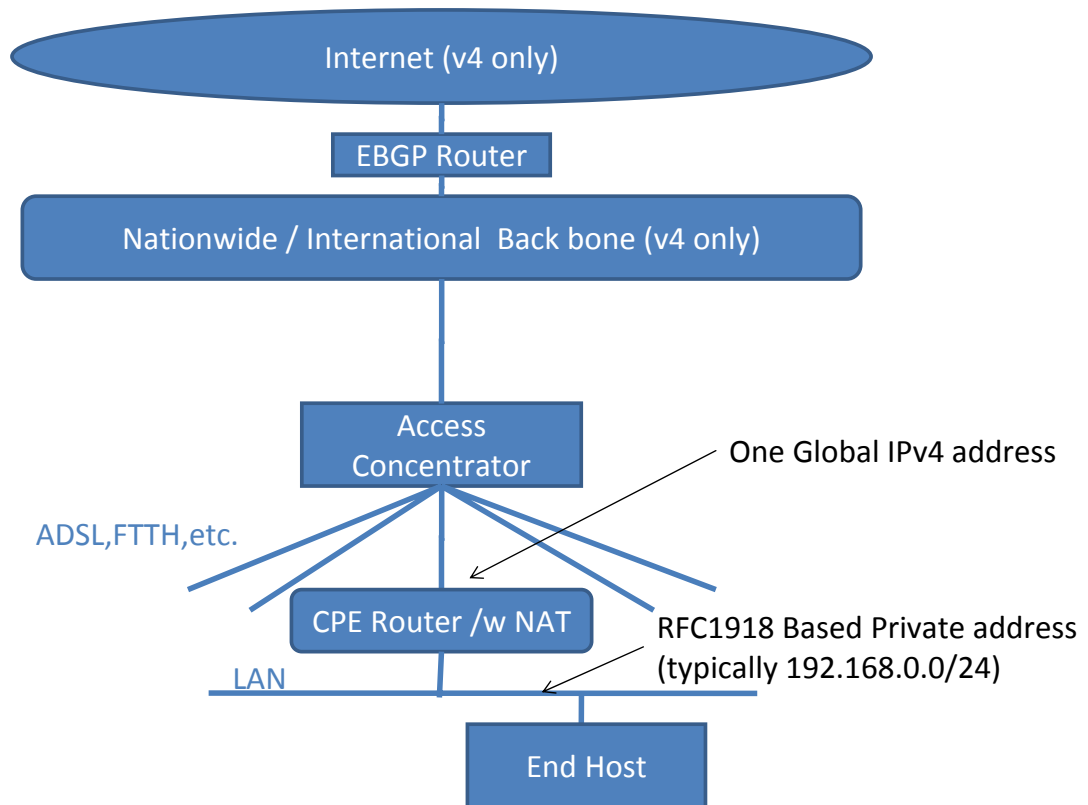 Internet (v4 only)
EBGP Router
Nationwide / International  Back bone (v4 only)
Access
Concentrator
One Global IPv4 address
ADSL,FTTH,etc.
CPE Router /w NAT
RFC1918 Based Private address
(typically 192.168.0.0/24)
LAN
End Host